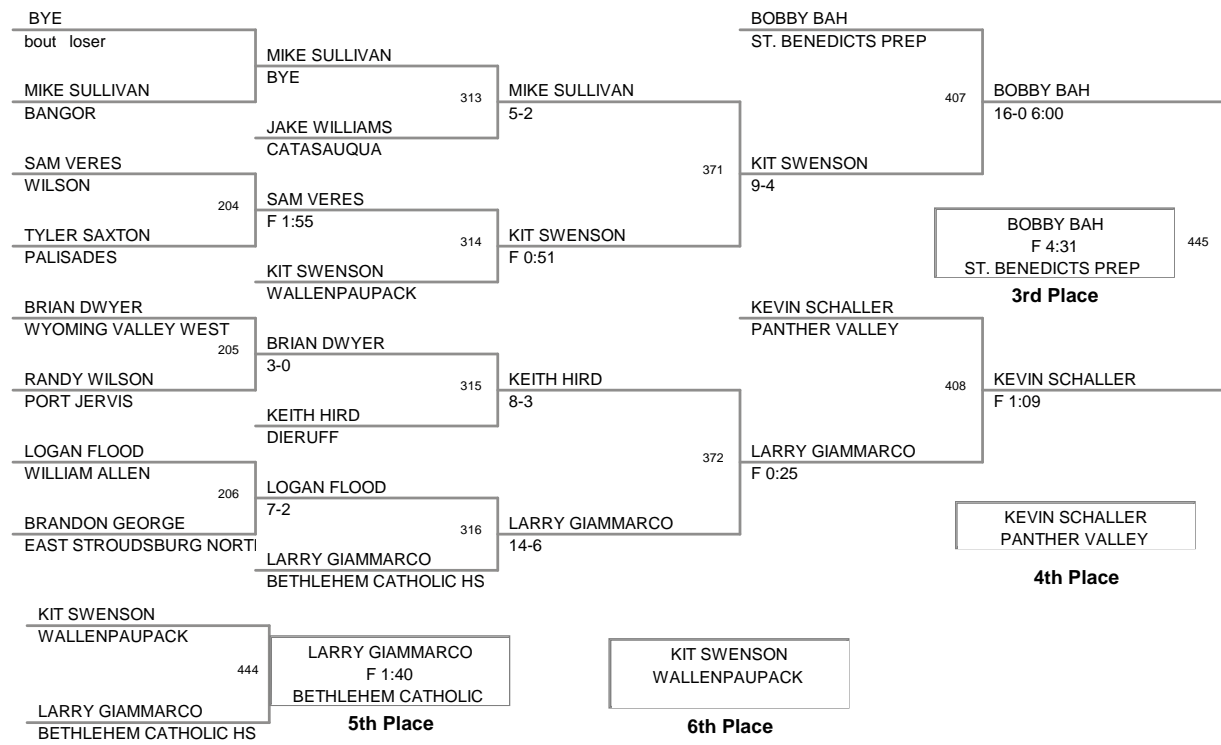 BYE
bout loser
MIKE SULLIVAN
BANGOR
SAM VERES
WILSON
204
TYLER SAXTON
PALISADES
BRIAN DWYER
WYOMING VALLEY WEST
205
RANDY WILSON
PORT JERVIS
LOGAN FLOOD
WILLIAM ALLEN
206
BRANDON GEORGE
EAST STROUDSBURG NORTH
MIKE SULLIVAN
BYE
313
JAKE WILLIAMS
CATASAUQUA
SAM VERES
F 1:55
314
KIT SWENSON
WALLENPAUPACK
BRIAN DWYER
3-0
315
KEITH HIRD
DIERUFF
LOGAN FLOOD
7-2
316
LARRY GIAMMARCO
BETHLEHEM CATHOLIC HS
MIKE SULLIVAN
5-2
371
KIT SWENSON
F 0:51
KEITH HIRD
8-3
372
LARRY GIAMMARCO
14-6
BOBBY BAH
ST. BENEDICTS PREP
407
KIT SWENSON
9-4
KEVIN SCHALLER
PANTHER VALLEY
408
LARRY GIAMMARCO
F 0:25
BOBBY BAH
16-0 6:00
BOBBY BAH
F 4:31
ST. BENEDICTS PREP
445
3rd Place
KEVIN SCHALLER
F 1:09
KEVIN SCHALLER
PANTHER VALLEY
4th Place
KIT SWENSON
WALLENPAUPACK
444
LARRY GIAMMARCO
BETHLEHEM CATHOLIC HS
LARRY GIAMMARCO
F 1:40
BETHLEHEM CATHOLIC
5th Place
KIT SWENSON
WALLENPAUPACK
6th Place